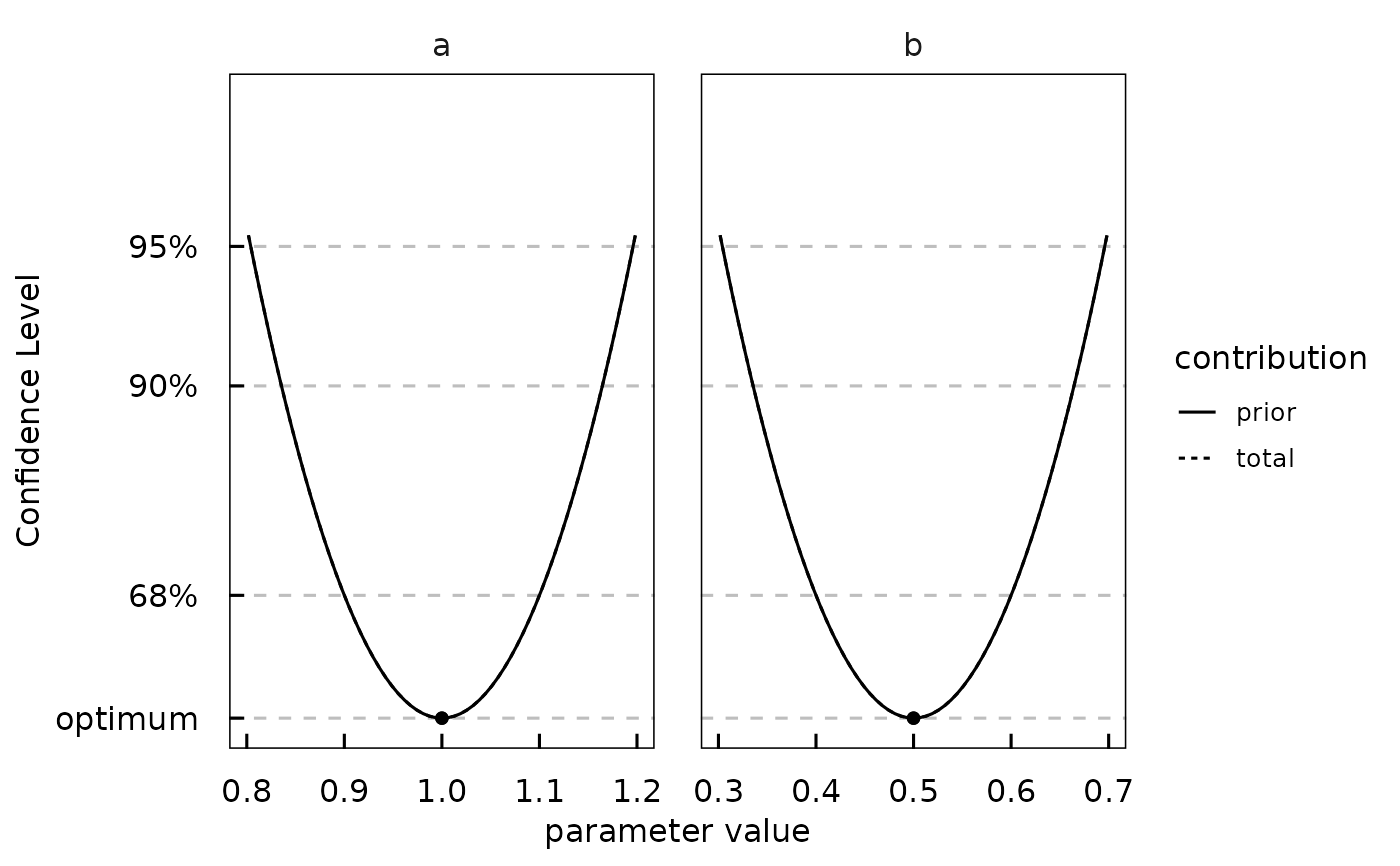 a b
Confidence Level
95%
90%
68%
optimum
0.8 0.9 1.0 1.1 1.2 0.3 0.4 0.5 0.6 0.7
parameter value
contribution
prior
total